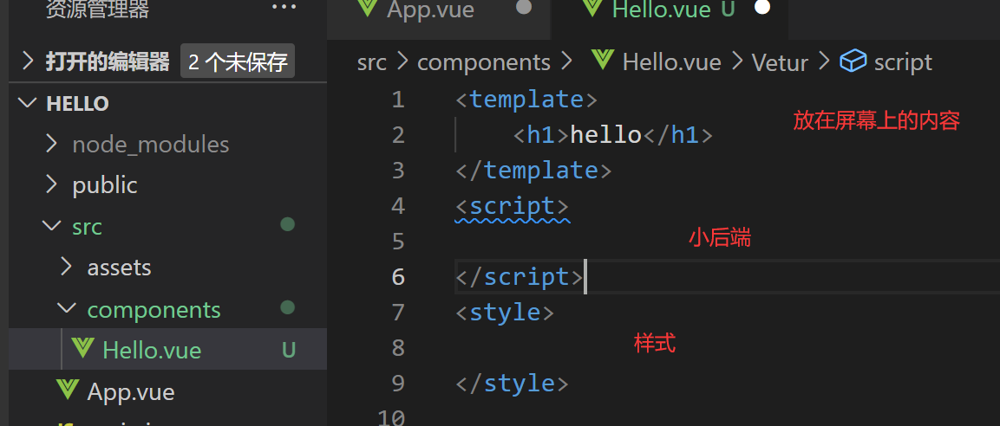 资源管理器 ···
App.vue
Hello.vue U
打开的编辑器 2 个未保存
src > components > Hello.vue > Vetur > script
HELLO
node_modules
public
src
assets
components
Hello.vue U
App.vue
1 <template>
放在屏幕上的内容
2 <h1>hello</h1>
3 </template>
4 <script>
小后端
5
6 </script>
7 <style>
样式
8
9 </style>
10